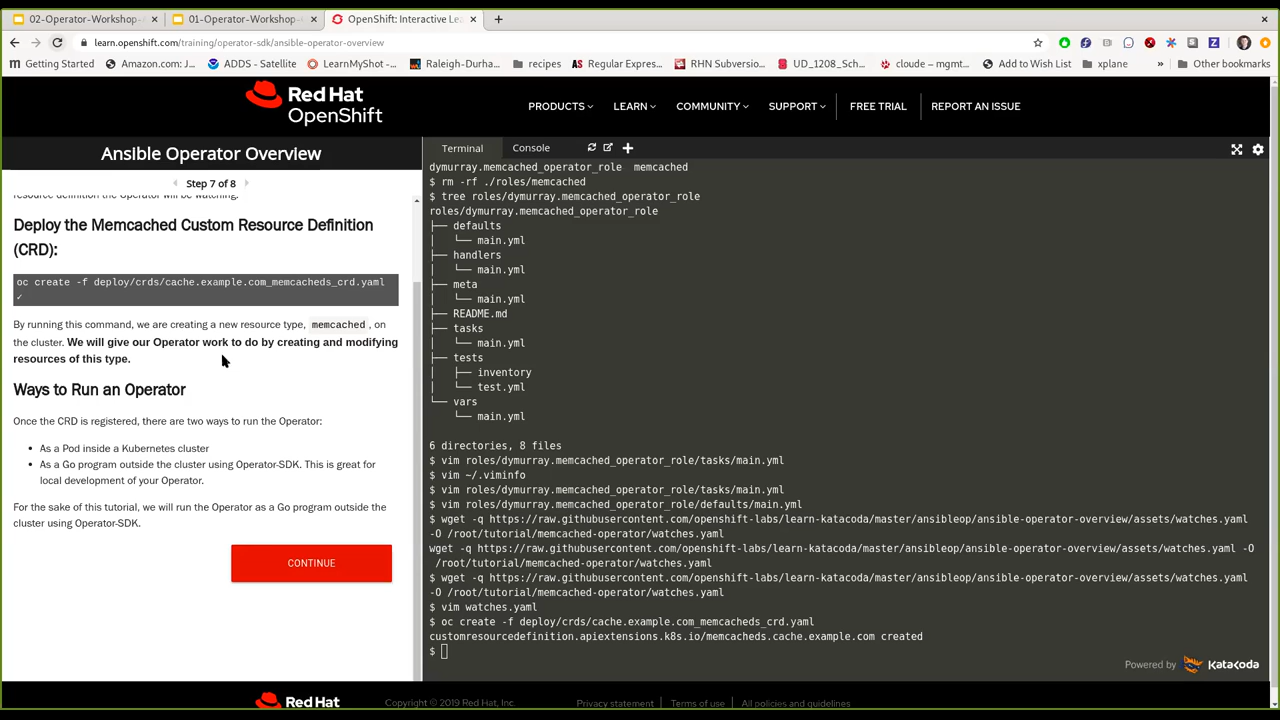 02-Operator-Workshop-
01-Operator-Workshop-
OpenShift: Interactive Lea
learn.openshift.com/training/operator-sdk/ansible-operator-overview
Getting Started
Amazon.com: J...
ADDS - Satellite
LearnMyShot -...
Raleigh-Durha...
recipes
Regular Expres...
RHN Subversio...
UD_1208_Sch...
cloude – mgmt...
Add to Wish List
xplane
»
Other bookmarks
Red Hat
OpenShift
PRODUCTS
LEARN
COMMUNITY
SUPPORT
FREE TRIAL
REPORT AN ISSUE
Ansible Operator Overview
Step 7 of 8
resource definition the Operator will be watching.
Deploy the Memcached Custom Resource Definition
(CRD):
oc create -f deploy/crds/cache.example.com_memcacheds_crd.yaml
✓
By running this command, we are creating a new resource type, memcached , on
the cluster. We will give our Operator work to do by creating and modifying
resources of this type.
Ways to Run an Operator
Once the CRD is registered, there are two ways to run the Operator:
• As a Pod inside a Kubernetes cluster
• As a Go program outside the cluster using Operator-SDK. This is great for
local development of your Operator.
For the sake of this tutorial, we will run the Operator as a Go program outside the
cluster using Operator-SDK.
CONTINUE
Terminal
Console
dymurray.memcached_operator_role  memcached
$ rm -rf ./roles/memcached
$ tree roles/dymurray.memcached_operator_role
roles/dymurray.memcached_operator_role
├── defaults
│   └── main.yml
├── handlers
│   └── main.yml
├── meta
│   └── main.yml
├── README.md
├── tasks
│   └── main.yml
├── tests
│   ├── inventory
│   └── test.yml
└── vars
    └── main.yml
6 directories, 8 files
$ vim roles/dymurray.memcached_operator_role/tasks/main.yml
$ vim ~/.viminfo
$ vim roles/dymurray.memcached_operator_role/tasks/main.yml
$ vim roles/dymurray.memcached_operator_role/defaults/main.yml
$ wget -q https://raw.githubusercontent.com/openshift-labs/learn-katacoda/master/ansibleop/ansible-operator-overview/assets/watches.yaml
-O /root/tutorial/memcached-operator/watches.yaml
wget -q https://raw.githubusercontent.com/openshift-labs/learn-katacoda/master/ansibleop/ansible-operator-overview/assets/watches.yaml -O
/root/tutorial/memcached-operator/watches.yaml
$ wget -q https://raw.githubusercontent.com/openshift-labs/learn-katacoda/master/ansibleop/ansible-operator-overview/assets/watches.yaml
-O /root/tutorial/memcached-operator/watches.yaml
$ vim watches.yaml
$ oc create -f deploy/crds/cache.example.com_memcacheds_crd.yaml
customresourcedefinition.apiextensions.k8s.io/memcacheds.cache.example.com created
$
Powered by KATAKODA
Red Hat
Copyright © 2019 Red Hat, Inc.
Privacy statement
Terms of use
All policies and guidelines